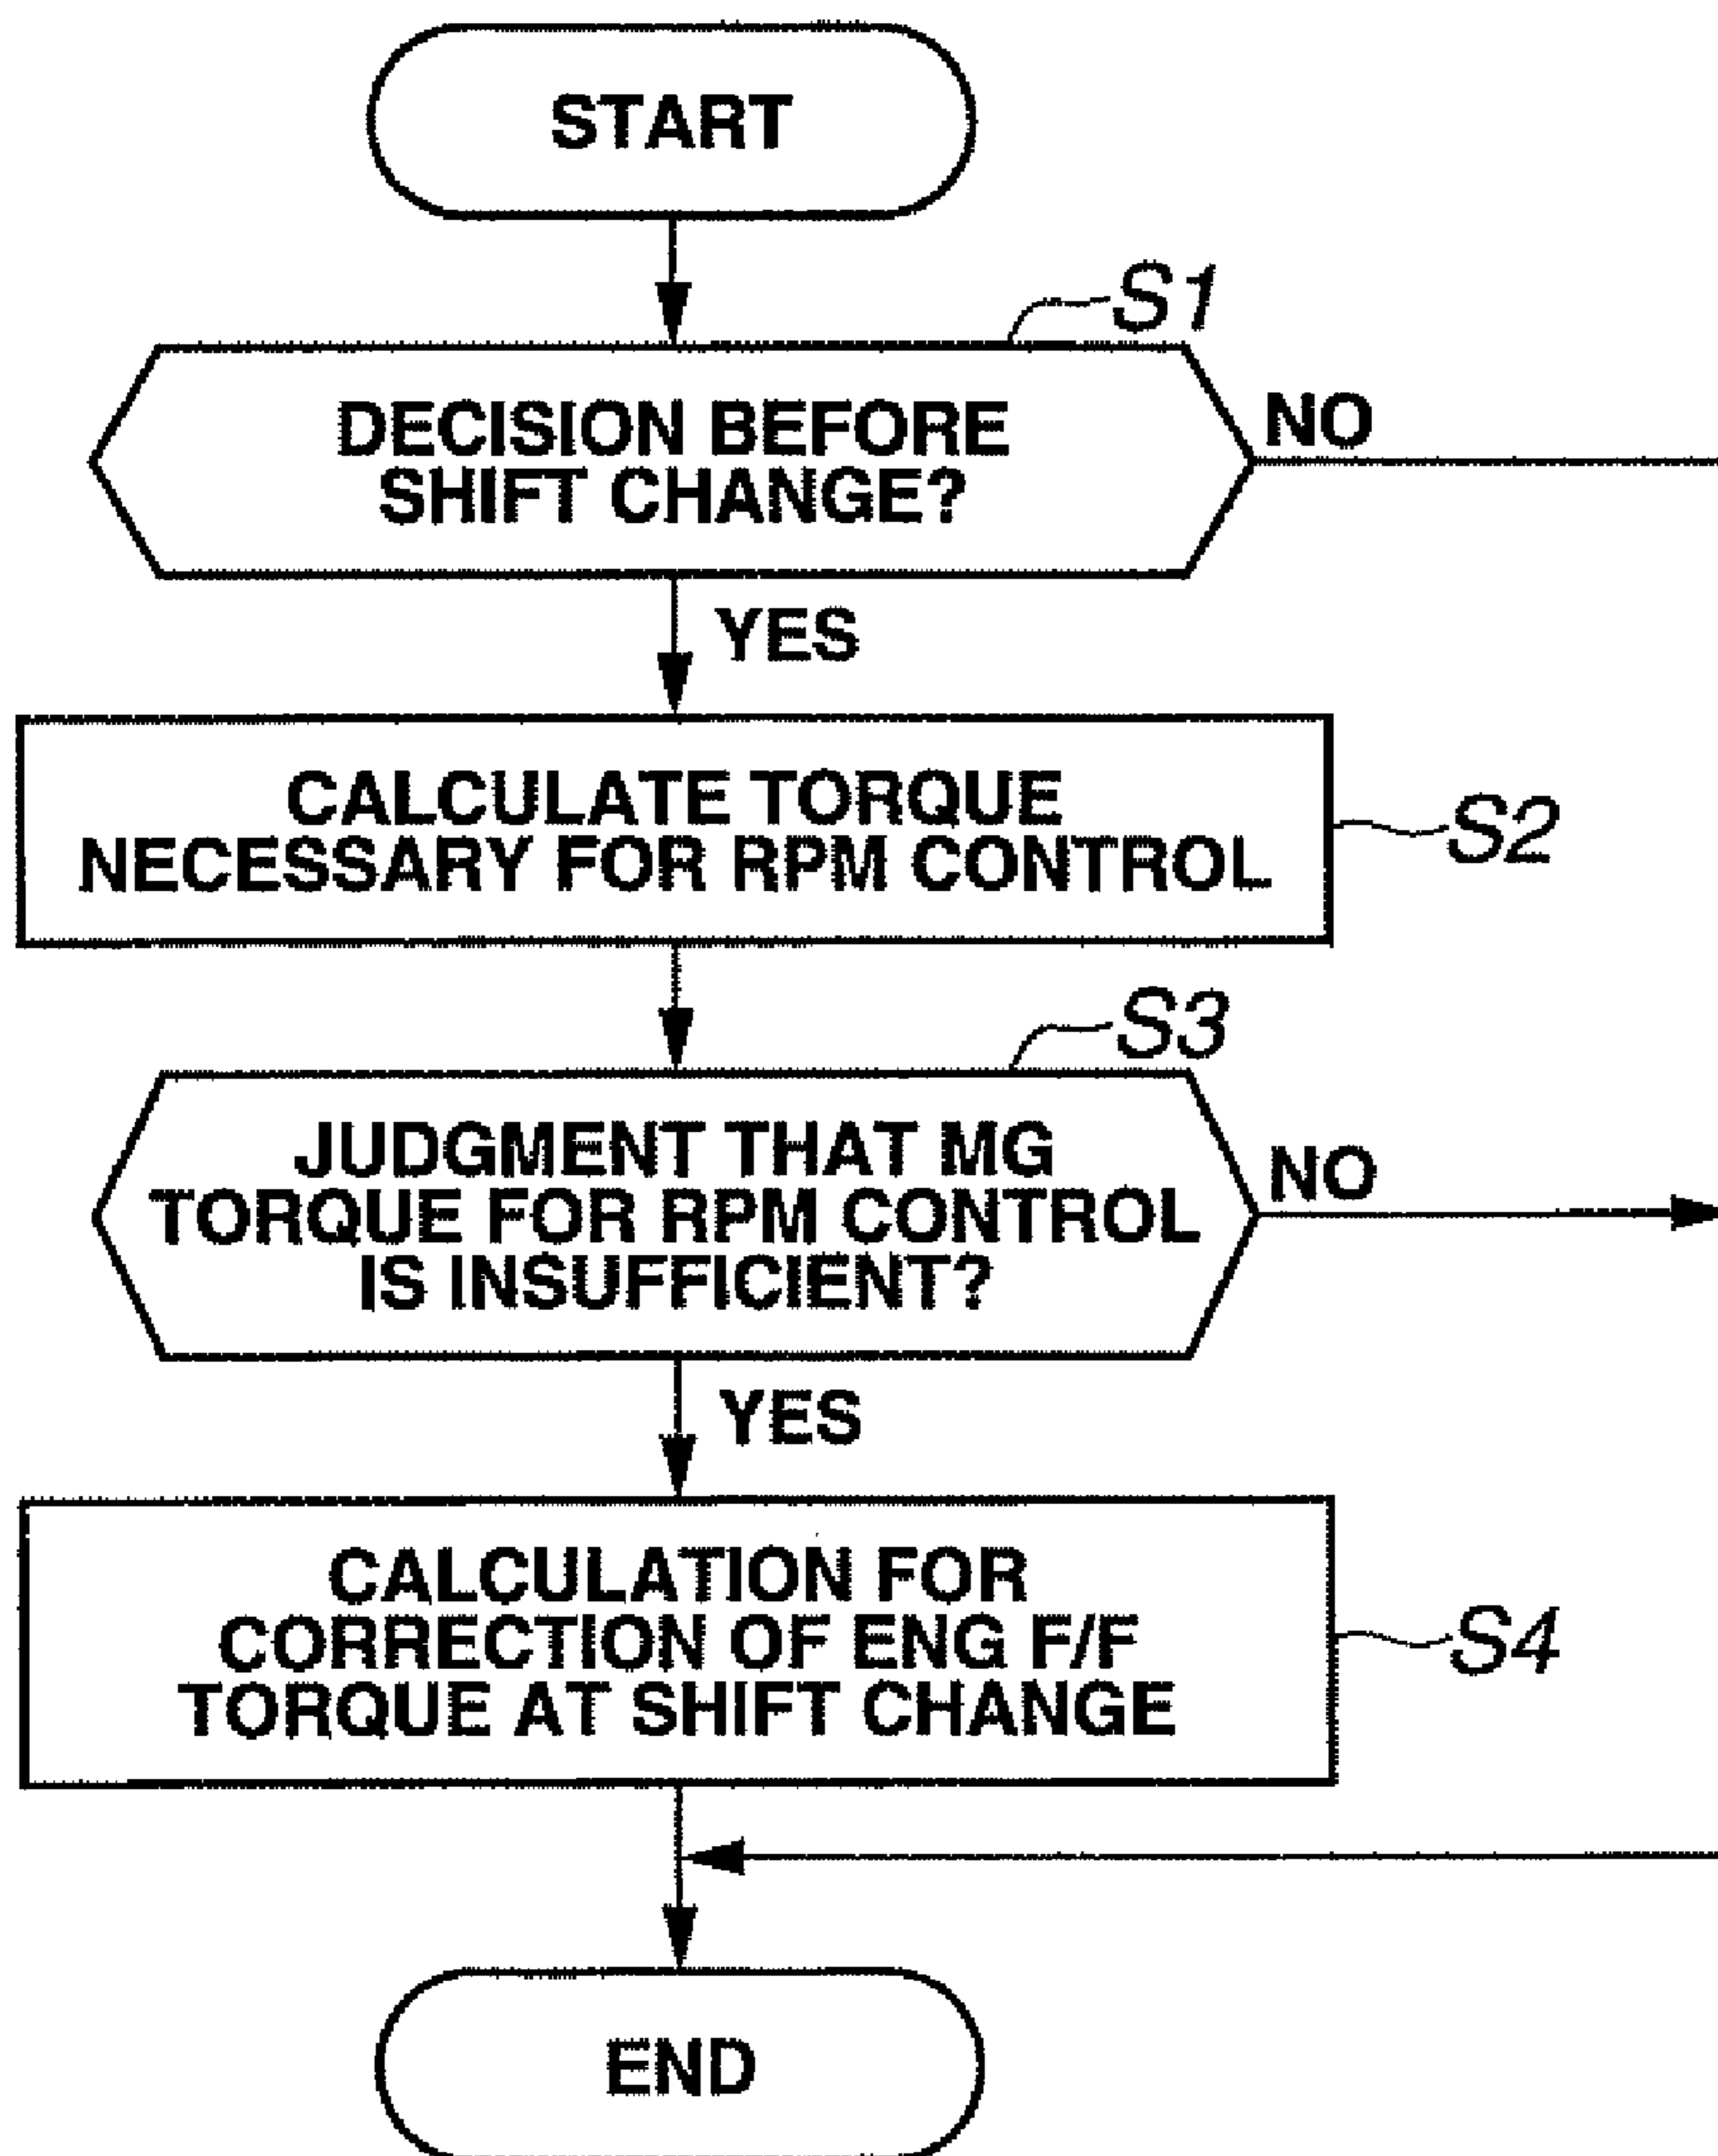 START
S1
DECISION BEFORE
SHIFT CHANGE?
NO
YES
CALCULATE TORQUE
NECESSARY FOR RPM CONTROL
S2
S3
JUDGMENT THAT MG
TORQUE FOR RPM CONTROL
IS INSUFFICIENT?
NO
YES
CALCULATION FOR
CORRECTION OF ENG F/F
TORQUE AT SHIFT CHANGE
S4
END